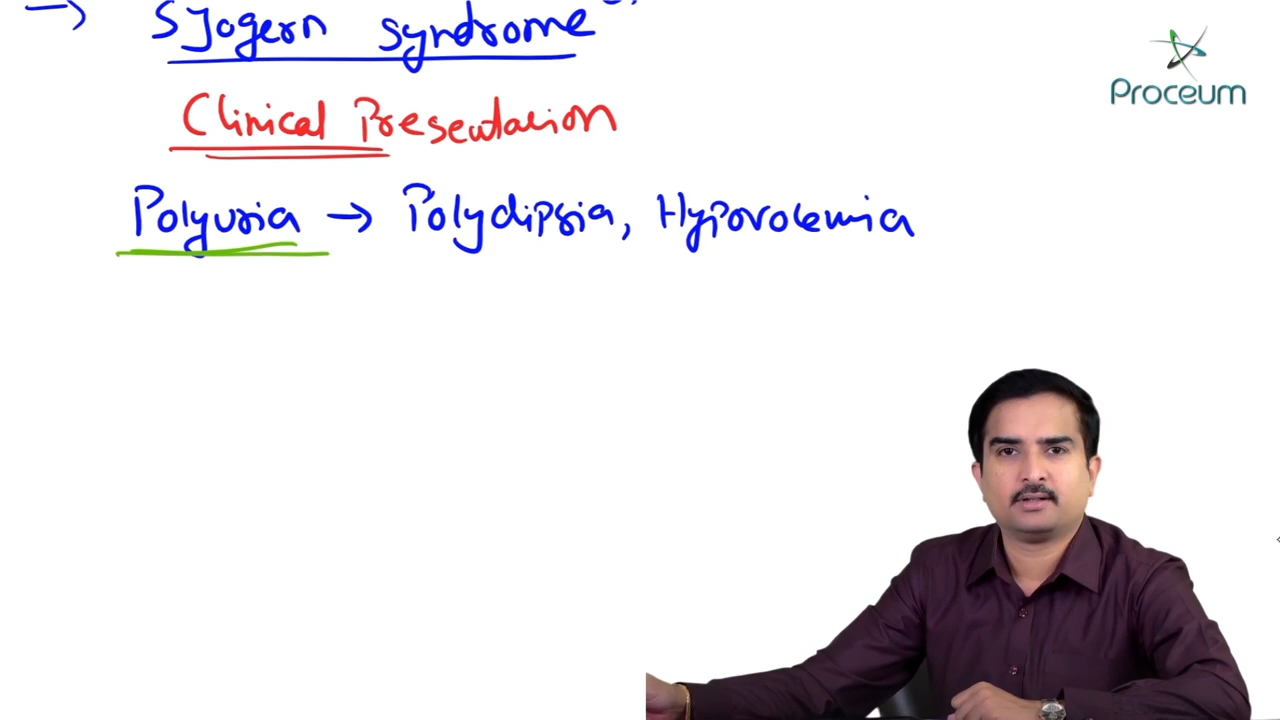 → Sjogern syndrome
Proceum
Clinical Presentation
Polyuria → Polydipsia, Hypovolemia